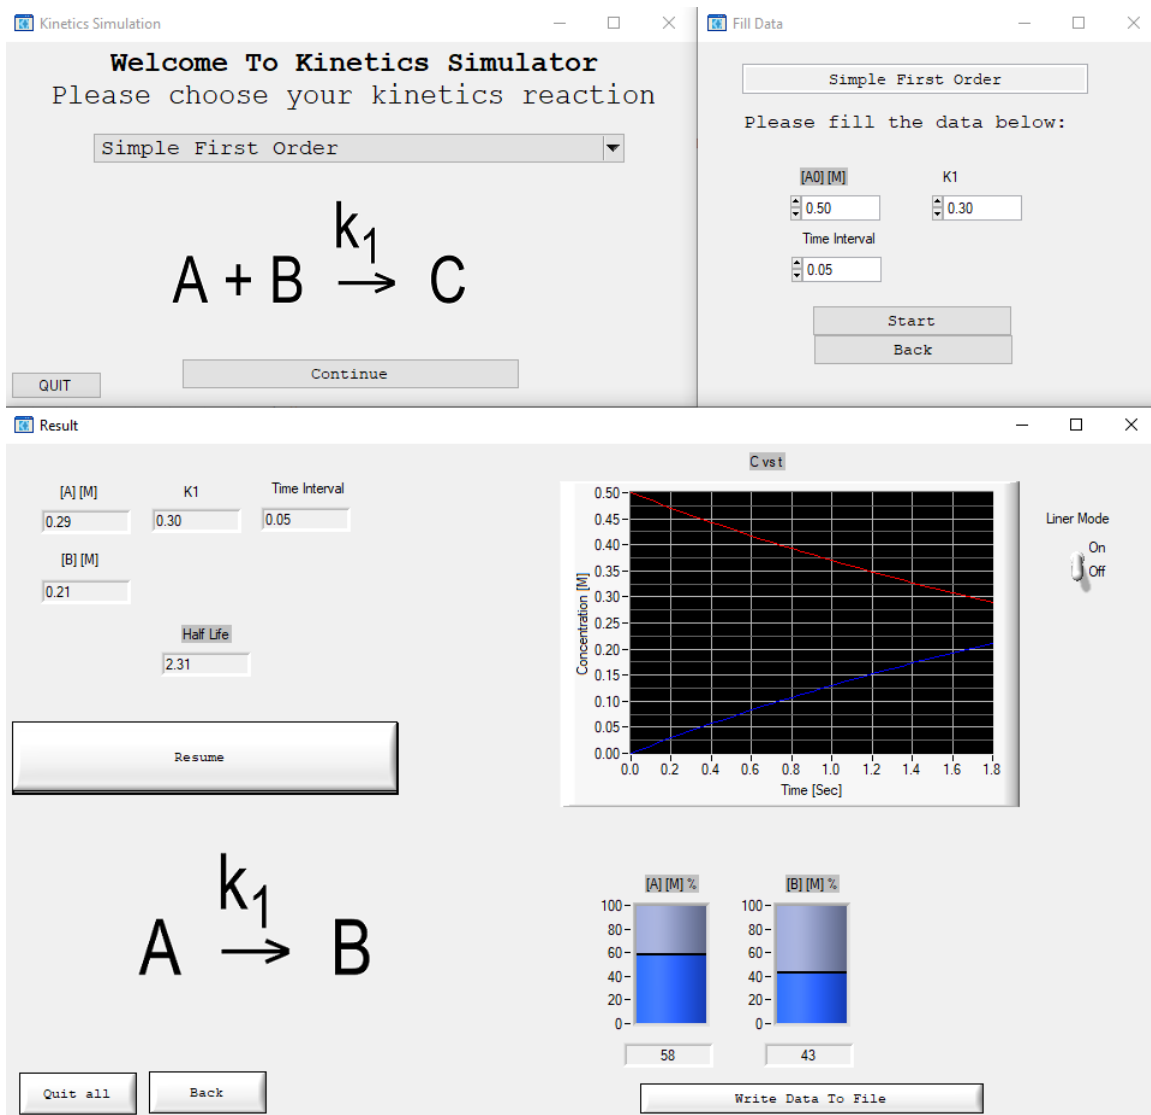 Kinetics Simulation
Welcome To Kinetics Simulator
Please choose your kinetics reaction
Simple First Order
k1
A + B → C
Continue
QUIT
Fill Data
Simple First Order
Please fill the data below:
[A0] [M] K1
0.50 0.30
Time Interval
0.05
Start
Back
Result
[A] [M] K1 Time Interval
0.29 0.30 0.05
[B] [M]
0.21
Half Life
2.31
Resume
k1
A → B
Quit all
Back
C vs t
Concentration [M]
0.50
0.45
0.40
0.35
0.30
0.25
0.20
0.15
0.10
0.05
0.00
0.0 0.2 0.4 0.6 0.8 1.0 1.2 1.4 1.6 1.8
Time [Sec]
Liner Mode
On
Off
[A] [M] %
100
80
60
40
20
0
58
[B] [M] %
100
80
60
40
20
0
43
Write Data To File